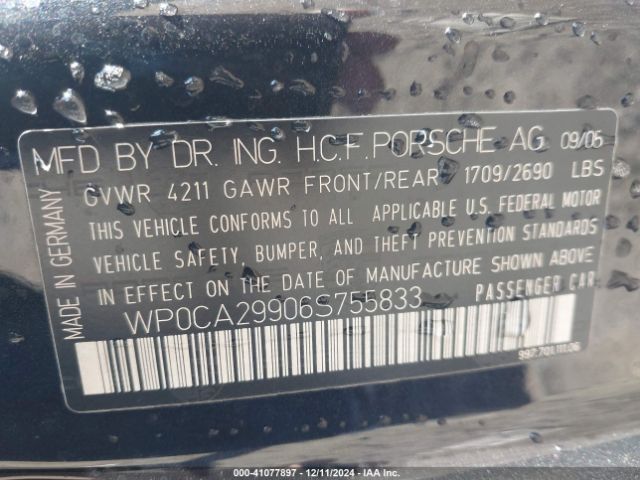 MFD BY DR. ING. H.C.F. PORSCHE AG 09/05
GVWR 4211 GAWR FRONT/REAR 1709/2690 LBS
THIS VEHICLE CONFORMS TO ALL APPLICABLE U.S. FEDERAL MOTOR
VEHICLE SAFETY, BUMPER, AND THEFT PREVENTION STANDARDS
IN EFFECT ON THE DATE OF MANUFACTURE SHOWN ABOVE
WP0CA29906S755833 PASSENGER CAR
MADE IN GERMANY
997.701.111.06
000-41077897 - 12/11/2024 - IAA Inc.